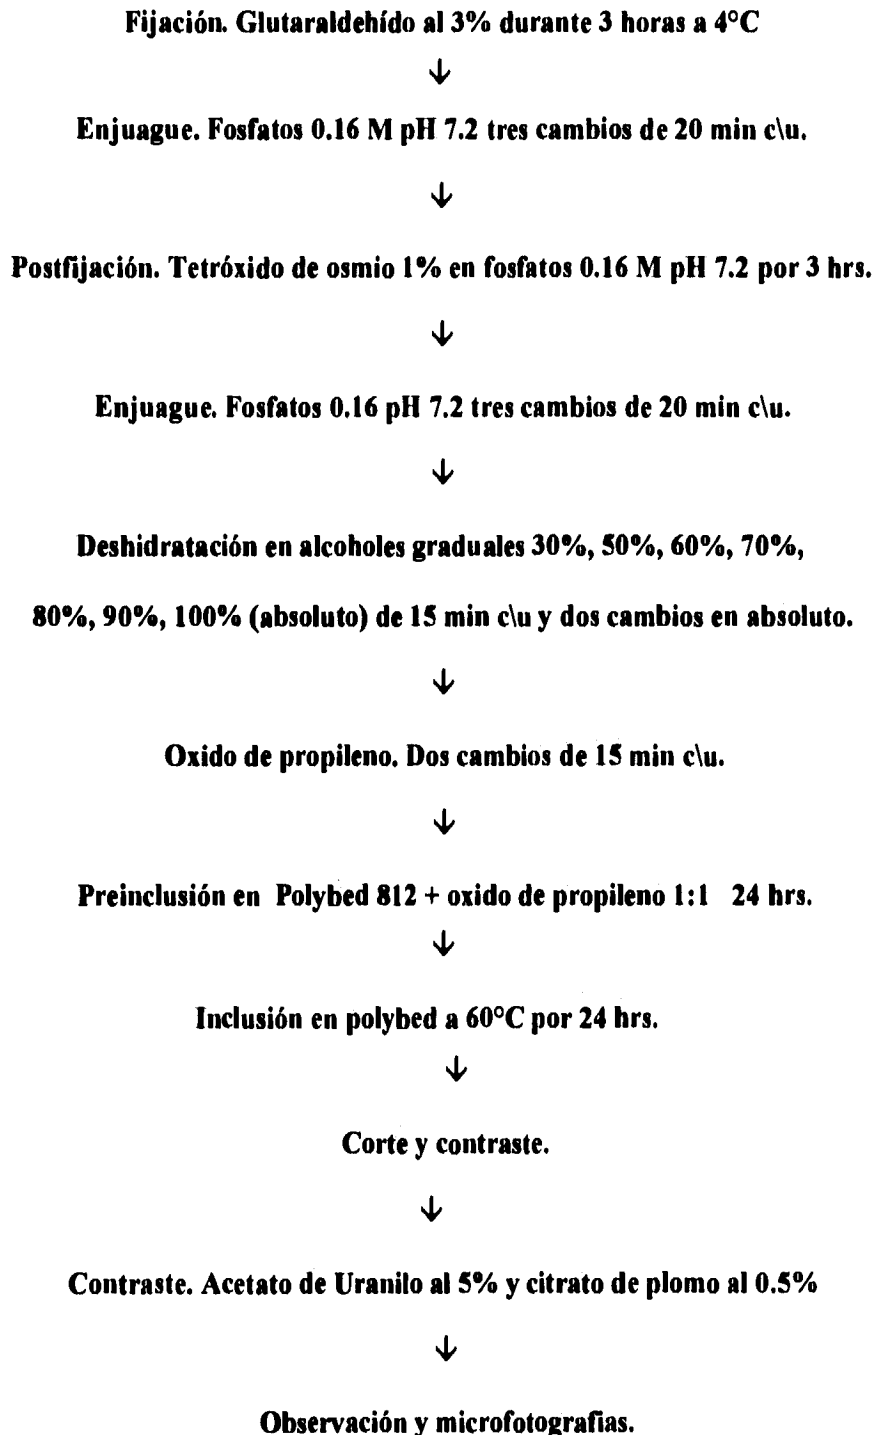 Fijación. Glutaraldehído al 3% durante 3 horas a 4°C
↓
Enjuague. Fosfatos 0.16 M pH 7.2 tres cambios de 20 min c\u.
↓
Postfijación. Tetróxido de osmio 1% en fosfatos 0.16 M pH 7.2 por 3 hrs.
↓
Enjuague. Fosfatos 0.16 pH 7.2 tres cambios de 20 min c\u.
↓
Deshidratación en alcoholes graduales 30%, 50%, 60%, 70%,
80%, 90%, 100% (absoluto) de 15 min c\u y dos cambios en absoluto.
↓
Oxido de propileno. Dos cambios de 15 min c\u.
↓
Preinclusión en Polybed 812 + oxido de propileno 1:1 24 hrs.
↓
Inclusión en polybed a 60°C por 24 hrs.
↓
Corte y contraste.
↓
Contraste. Acetato de Uranilo al 5% y citrato de plomo al 0.5%
↓
Observación y microfotografias.